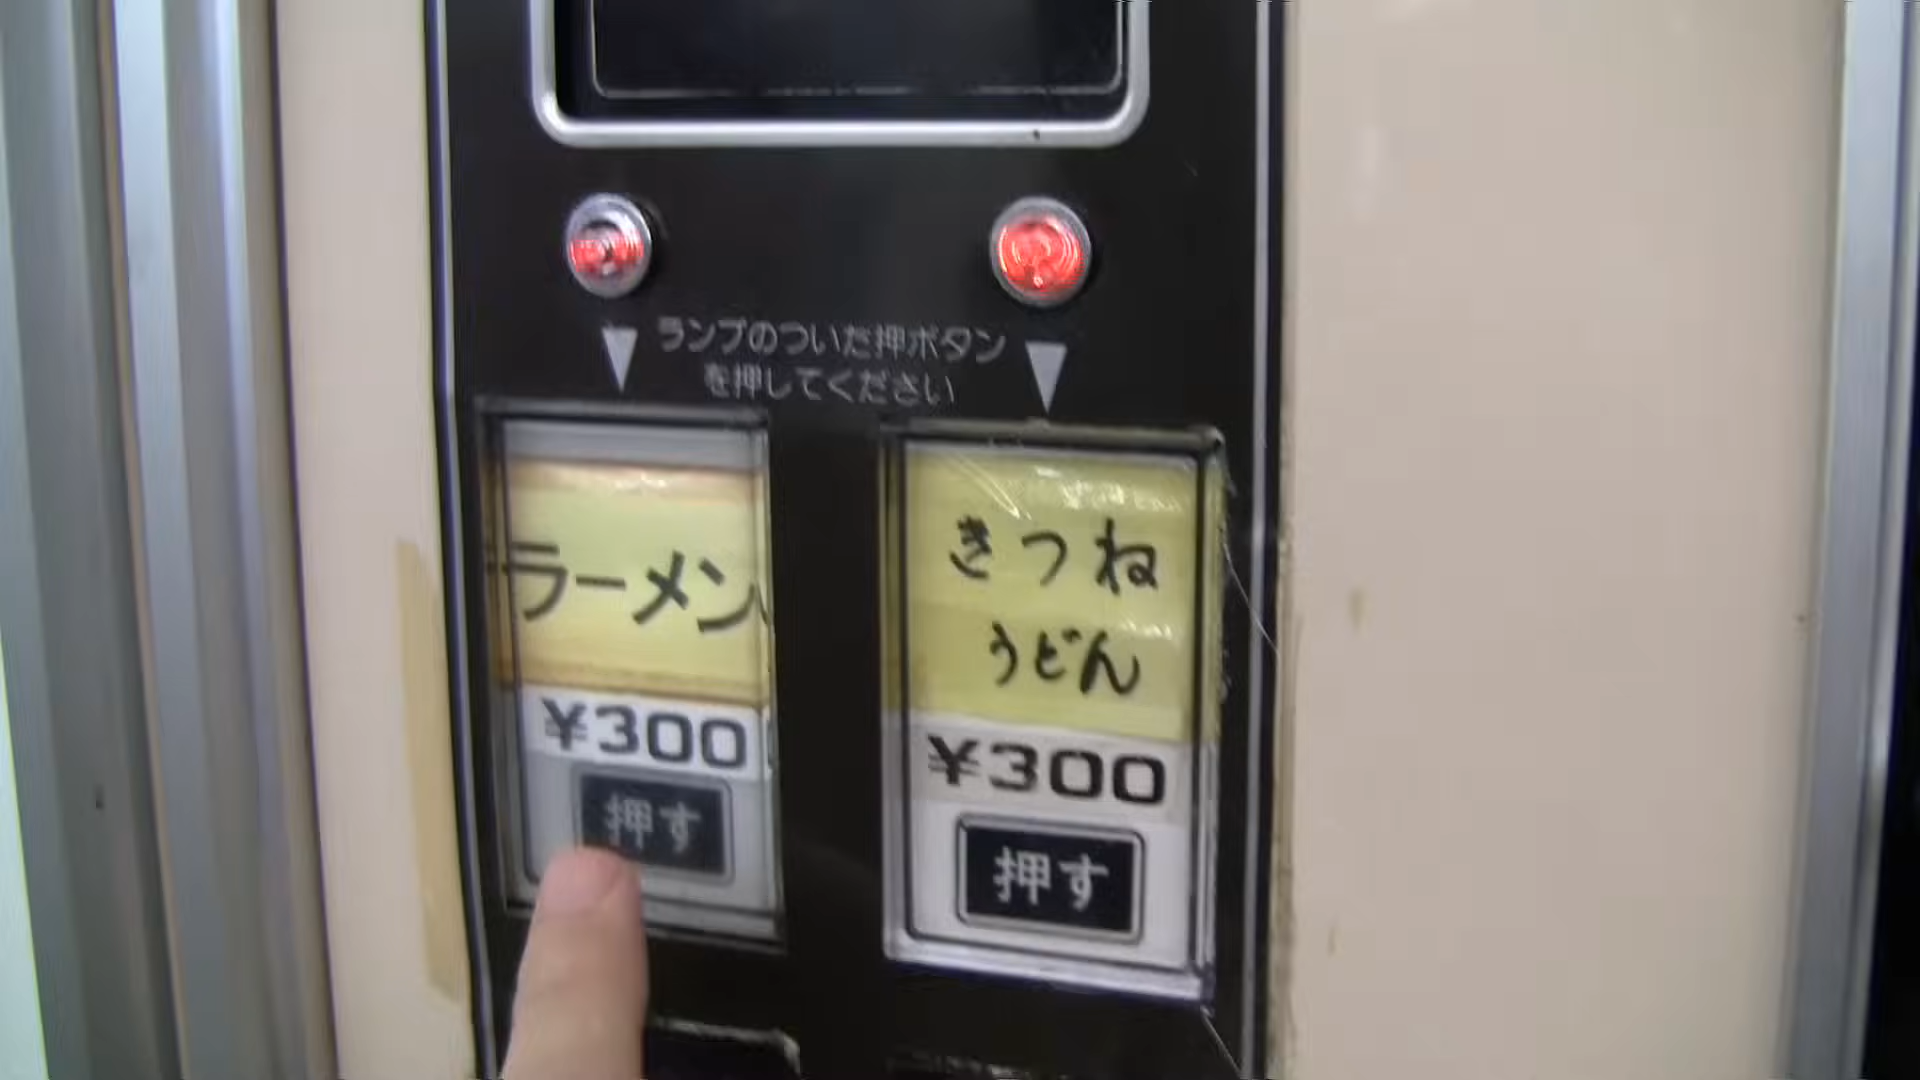 ランプのついた押ボタン
を押してください
ラーメン
¥300
押す
きつね
うどん
¥300
押す